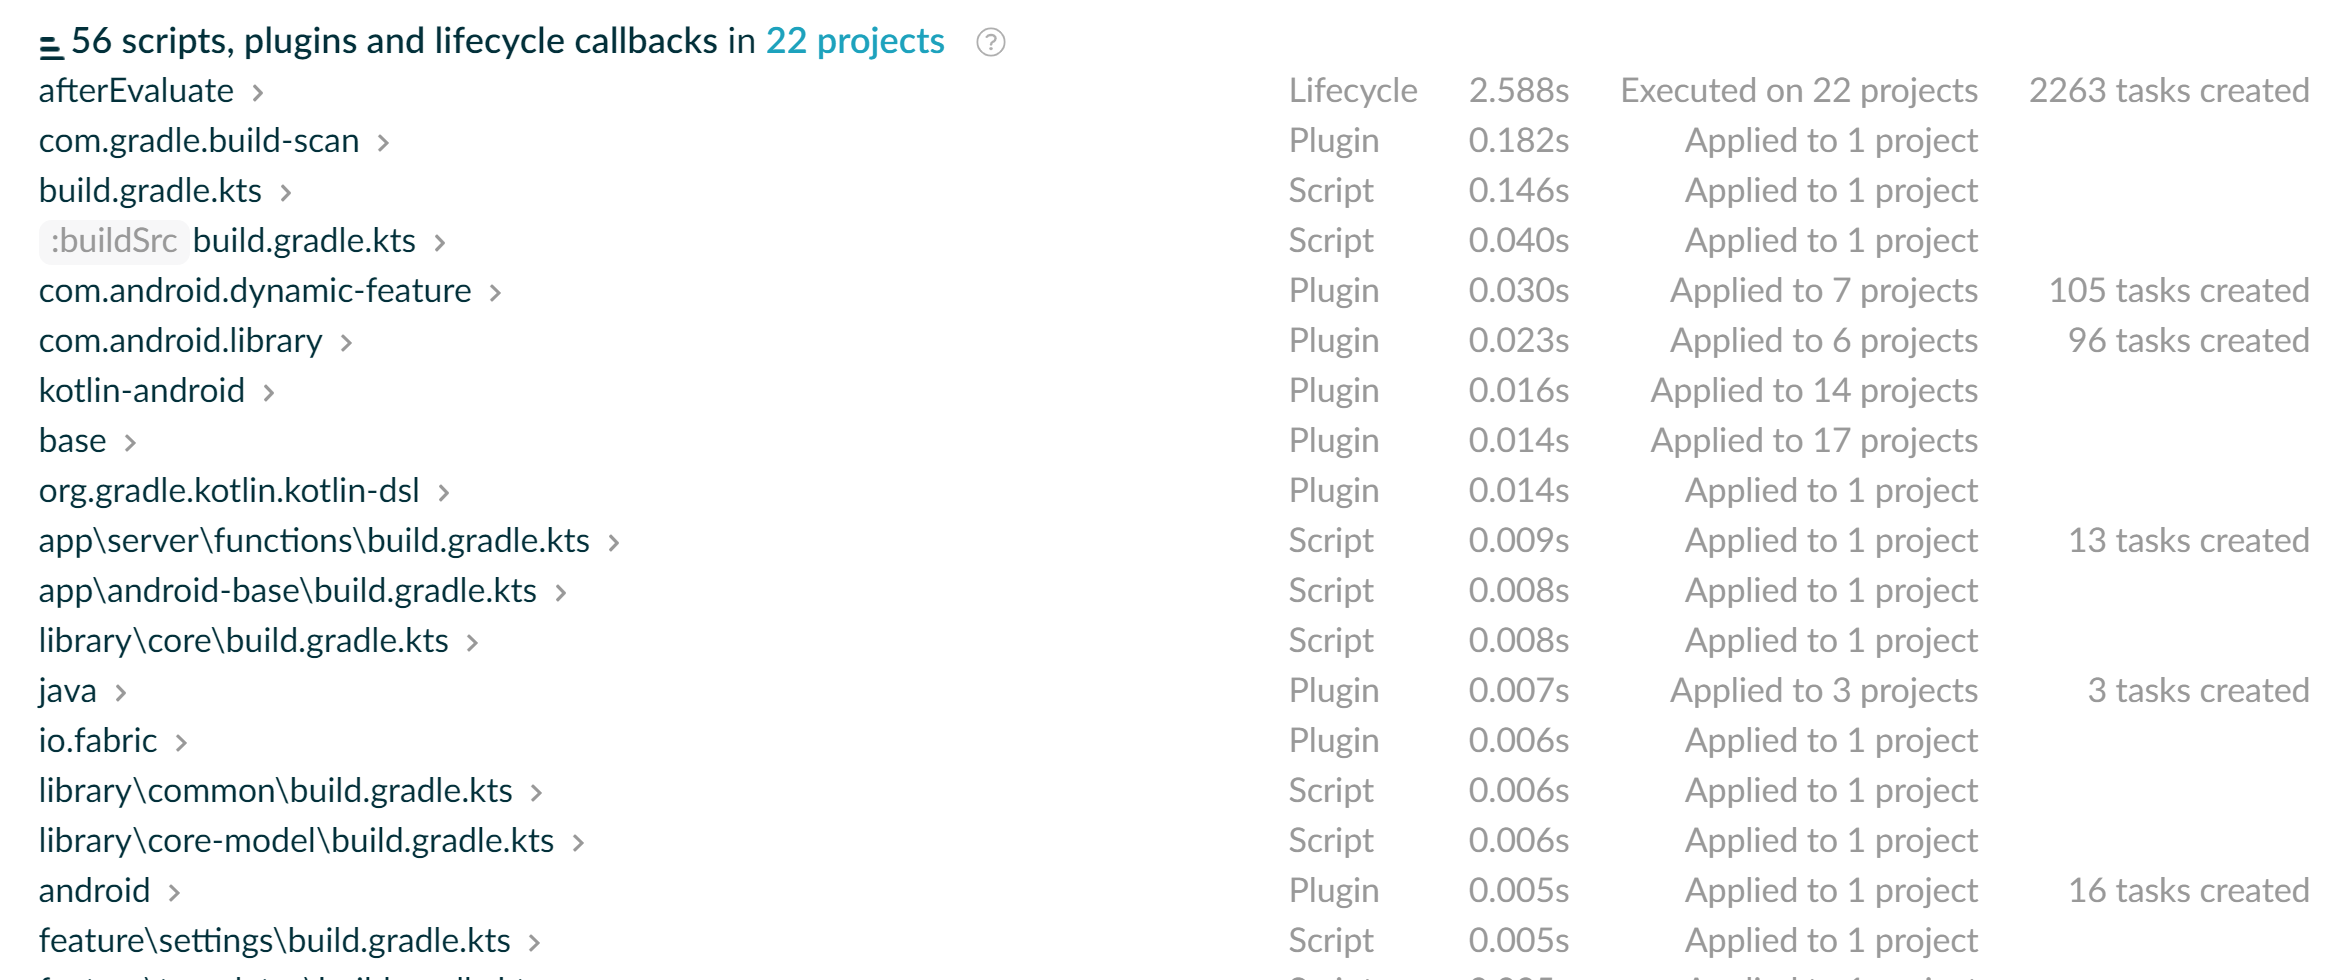 56 scripts, plugins and lifecycle callbacks in 22 projects ?
afterEvaluate > Lifecycle 2.588s Executed on 22 projects 2263 tasks created
com.gradle.build-scan > Plugin 0.182s Applied to 1 project
build.gradle.kts > Script 0.146s Applied to 1 project
:buildSrc build.gradle.kts > Script 0.040s Applied to 1 project
com.android.dynamic-feature > Plugin 0.030s Applied to 7 projects 105 tasks created
com.android.library > Plugin 0.023s Applied to 6 projects 96 tasks created
kotlin-android > Plugin 0.016s Applied to 14 projects
base > Plugin 0.014s Applied to 17 projects
org.gradle.kotlin.kotlin-dsl > Plugin 0.014s Applied to 1 project
app\server\functions\build.gradle.kts > Script 0.009s Applied to 1 project 13 tasks created
app\android-base\build.gradle.kts > Script 0.008s Applied to 1 project
library\core\build.gradle.kts > Script 0.008s Applied to 1 project
java > Plugin 0.007s Applied to 3 projects 3 tasks created
io.fabric > Plugin 0.006s Applied to 1 project
library\common\build.gradle.kts > Script 0.006s Applied to 1 project
library\core-model\build.gradle.kts > Script 0.006s Applied to 1 project
android > Plugin 0.005s Applied to 1 project 16 tasks created
feature\settings\build.gradle.kts > Script 0.005s Applied to 1 project